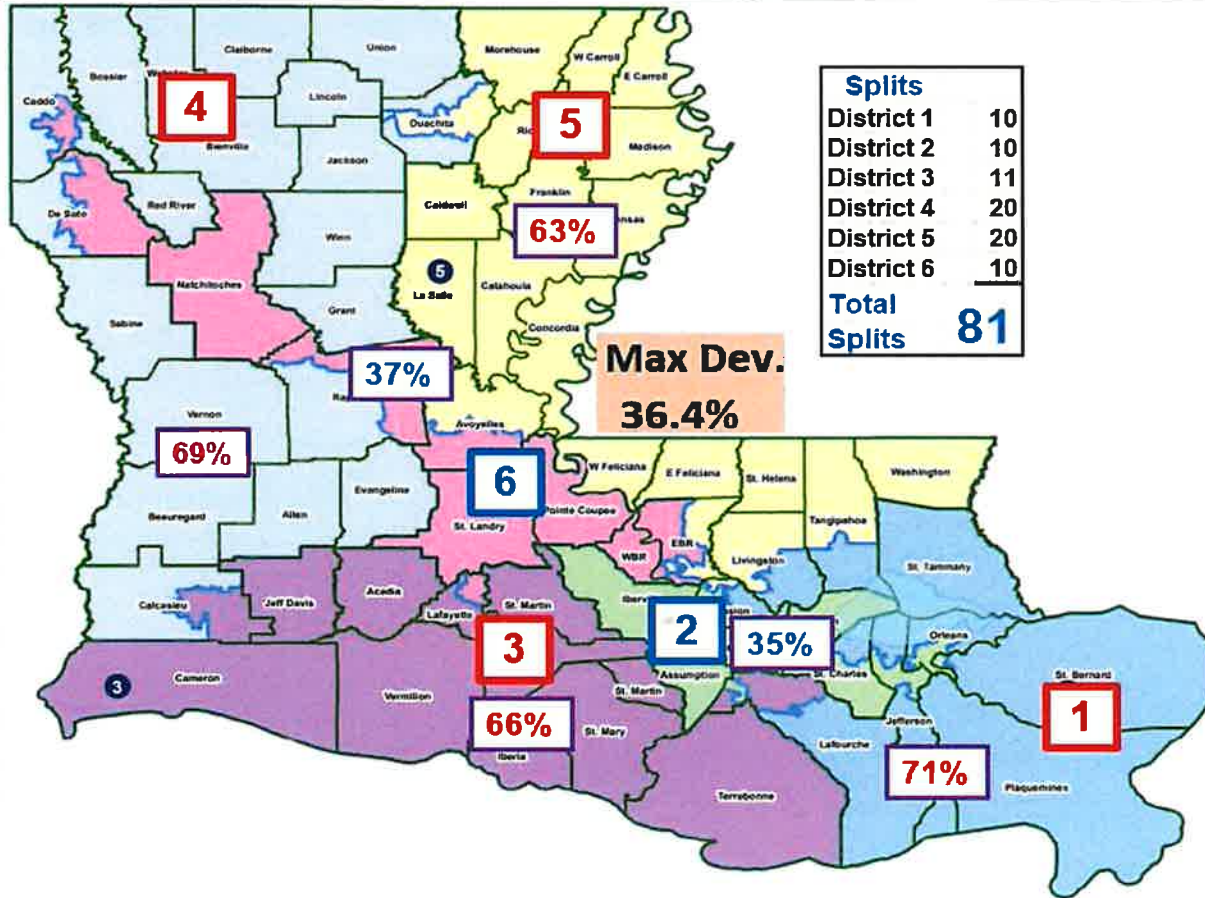 Claiborne
Union
Morehouse
W Carroll
E Carroll
Bossier
Caddo
4
Lincoln
Ouachita
5
Madison
Bienville
Jackson
Franklin
Caldwell
63%
De Soto
Red River
Winn
5
La Salle
Catahoula
Natchitoches
Grant
Sabine
Concordia
Splits
District 1 10
District 2 10
District 3 11
District 4 20
District 5 20
District 6 10
Total
Splits 81
Max Dev.
36.4%
37%
Vernon
69%
Avoyelles
6
W Feliciana
E Feliciana
St. Helena
Washington
Beauregard
Allen
Evangeline
St. Landry
Pointe Coupee
Tangipahoa
WBR
EBR
Livingston
St. Tammany
Calcasieu
Jeff Davis
Acadia
Lafayette
St. Martin
Iberv
2
35%
Orleans
3
Assumption
St. Charles
St. Bernard
3
Cameron
Vermilion
St. Martin
66%
St. Mary
Iberia
Jefferson
Lafourche
1
71%
Plaquemines
Terrebonne